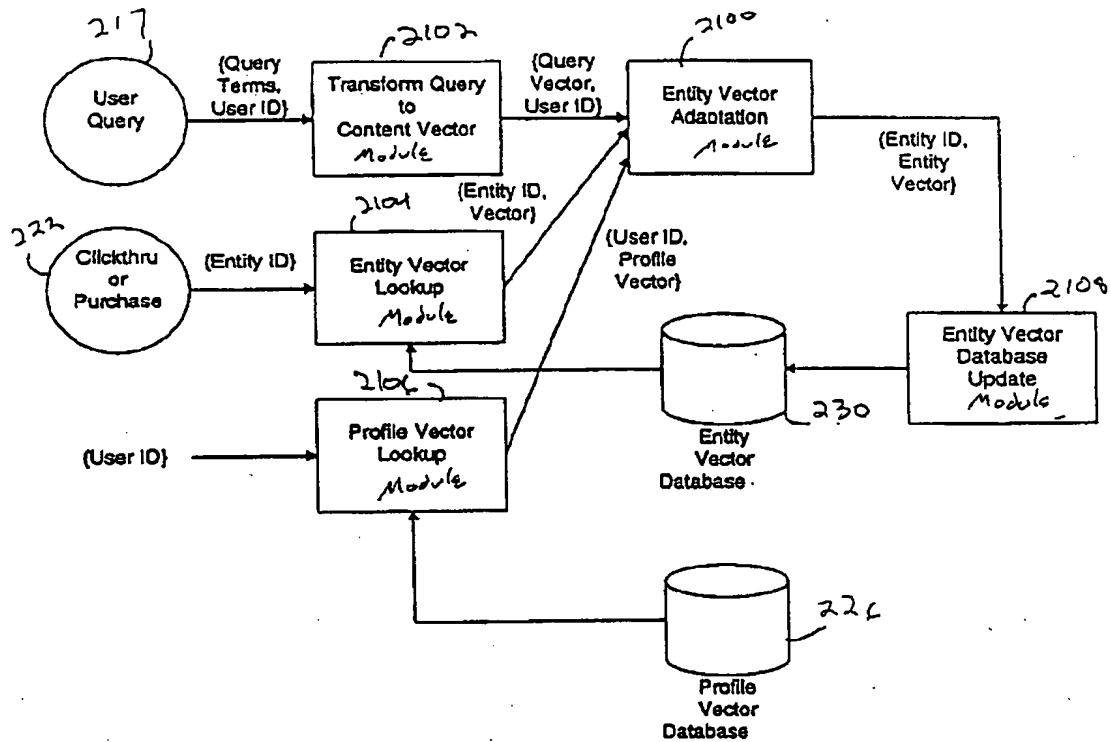 217
User
Query
{Query
Terms,
User ID}
2102
Transform Query
to
Content Vector
Module
{Query
Vector,
User ID}
2100
Entity Vector
Adaptation
Module
{Entity ID,
Entity
Vector}
222
Clickthru
or
Purchase
{Entity ID}
2104
Entity Vector
Lookup
Module
{Entity ID,
Vector}
{User ID,
Profile
Vector}
2108
Entity Vector
Database
Update
Module
230
Entity
Vector
Database
{User ID}
2106
Profile Vector
Lookup
Module
226
Profile
Vector
Database